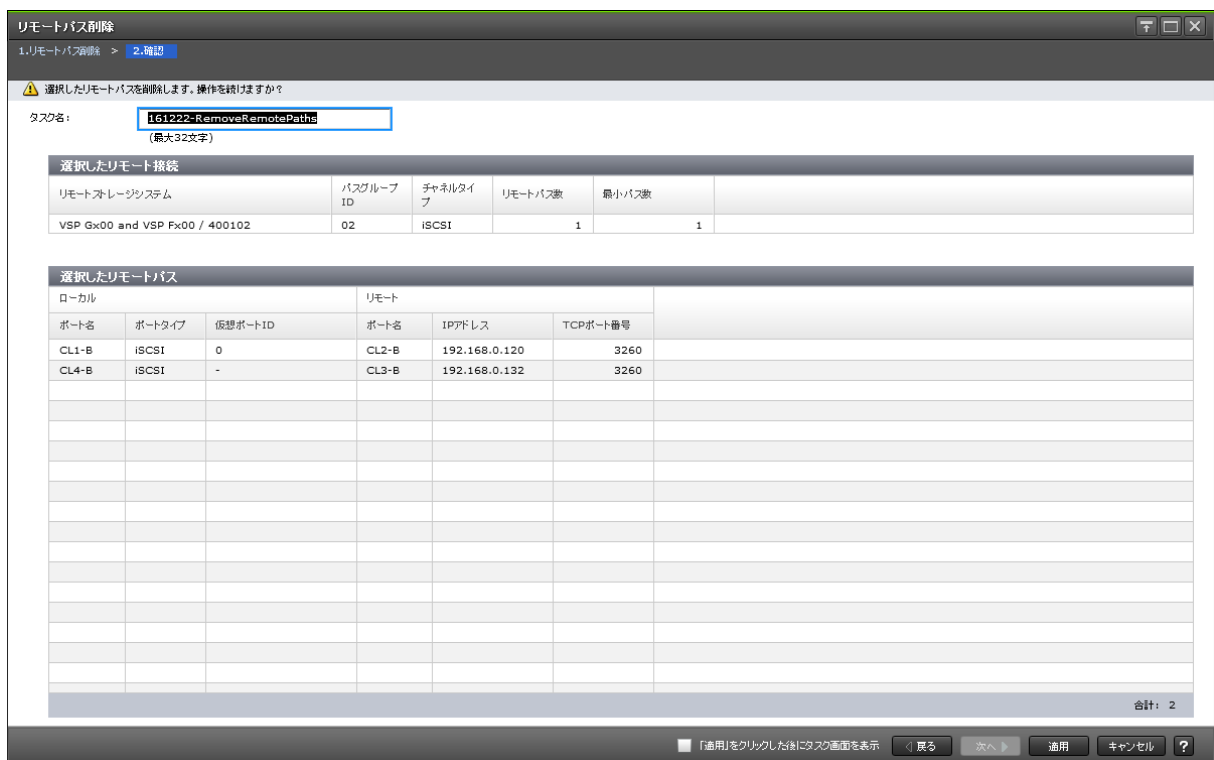 リモートパス削除
1.リモートパス削除 > 2.確認
選択したリモートパスを削除します。操作を続けますか?
タスク名: 161222-RemoveRemotePaths
(最大32文字)
選択したリモート接続
リモートストレージシステム パスグループID チャネルタイプ リモートパス数 最小パス数
VSP Gx00 and VSP Fx00 / 400102 02 iSCSI 1 1
選択したリモートパス
ローカル リモート
ポート名 ポートタイプ 仮想ポートID ポート名 IPアドレス TCPポート番号
CL1-B iSCSI 0 CL2-B 192.168.0.120 3260
CL4-B iSCSI - CL3-B 192.168.0.132 3260
合計: 2
「適用」をクリックした後にタスク画面を表示 戻る 次へ 適用 キャンセル ?